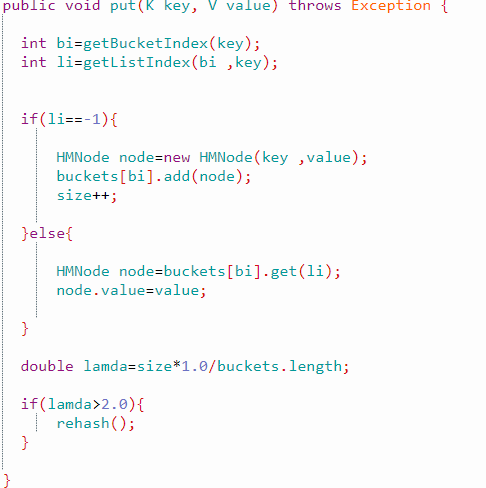 public void put(K key, V value) throws Exception {
int bi=getBucketIndex(key);
int li=getListIndex(bi ,key);
if(li==-1){
HMNode node=new HMNode(key ,value);
buckets[bi].add(node);
size++;
}else{
HMNode node=buckets[bi].get(li);
node.value=value;
}
double lamda=size*1.0/buckets.length;
if(lamda>2.0){
rehash();
}
}